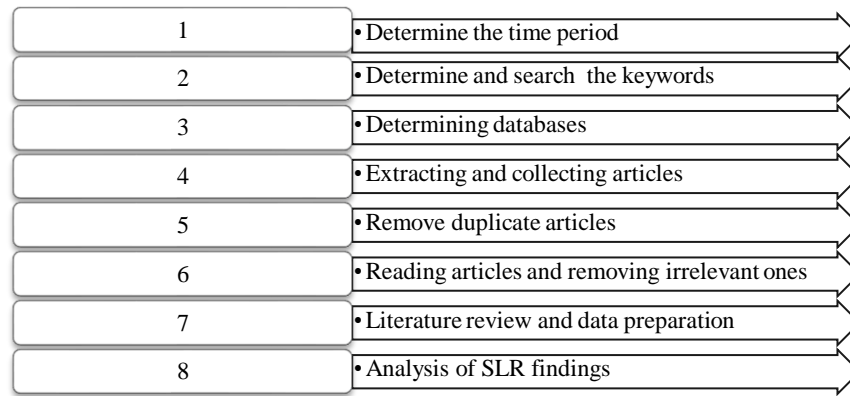 1
• Determine the time period
2
• Determine and search the keywords
3
• Determining databases
4
• Extracting and collecting articles
5
• Remove duplicate articles
6
• Reading articles and removing irrelevant ones
7
• Literature review and data preparation
8
• Analysis of SLR findings